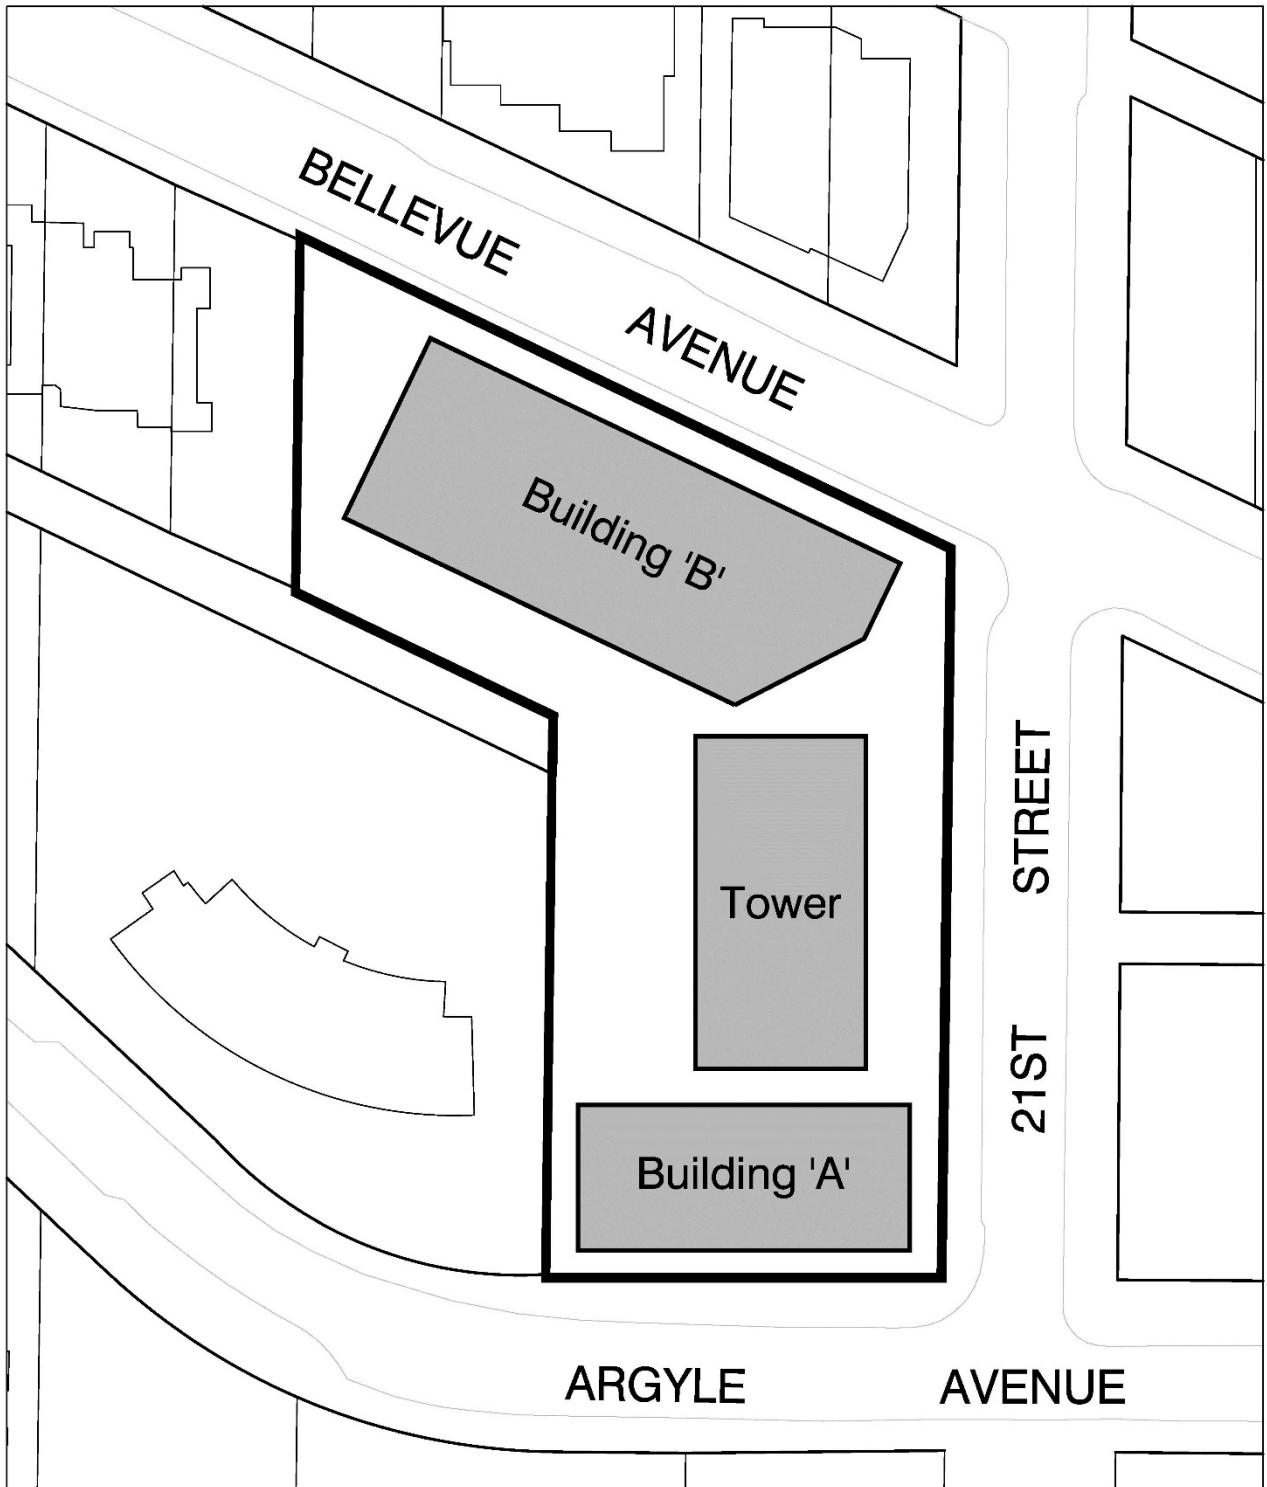 BELLEVUE AVENUE
Building 'B'
Tower
21ST STREET
Building 'A'
ARGYLE AVENUE